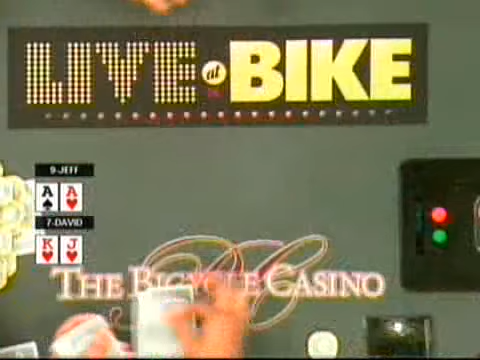 LIVE at BIKE
9-JEFF
A A
7-DAVID
K J
THE BICYCLE CASINO